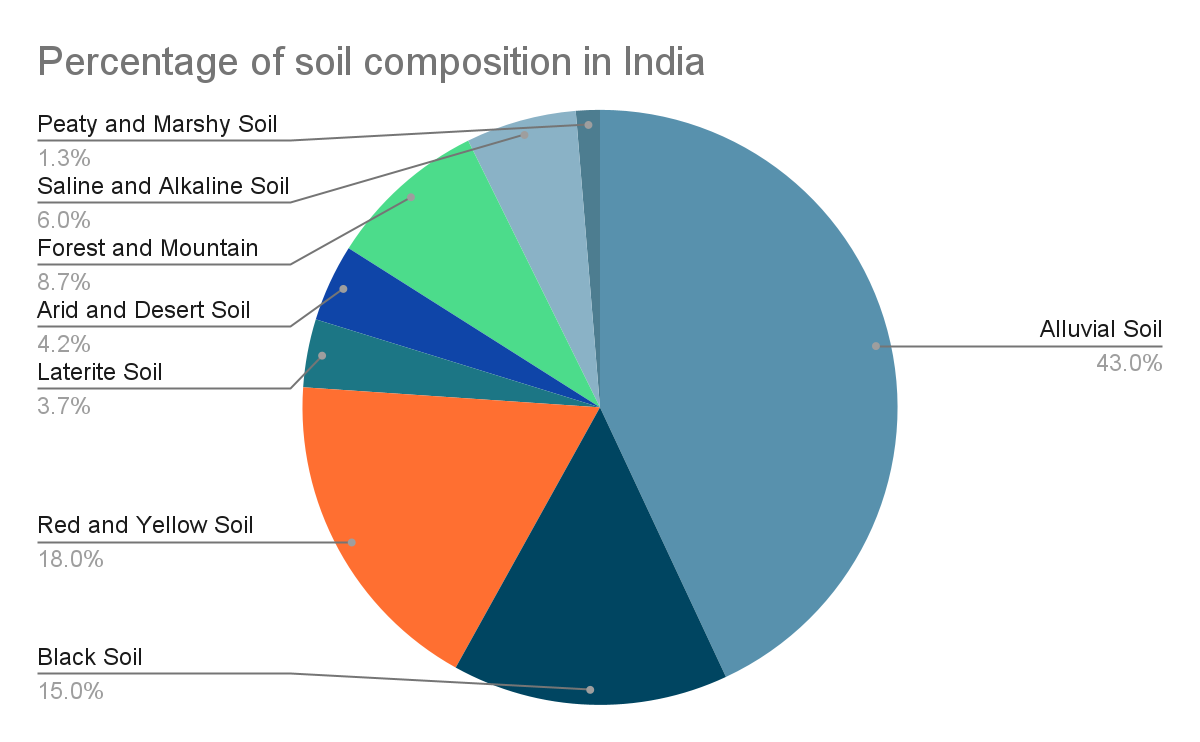 Percentage of soil composition in India
Peaty and Marshy Soil
1.3%
Saline and Alkaline Soil
6.0%
Forest and Mountain
8.7%
Arid and Desert Soil
4.2%
Laterite Soil
3.7%
Red and Yellow Soil
18.0%
Black Soil
15.0%
Alluvial Soil
43.0%